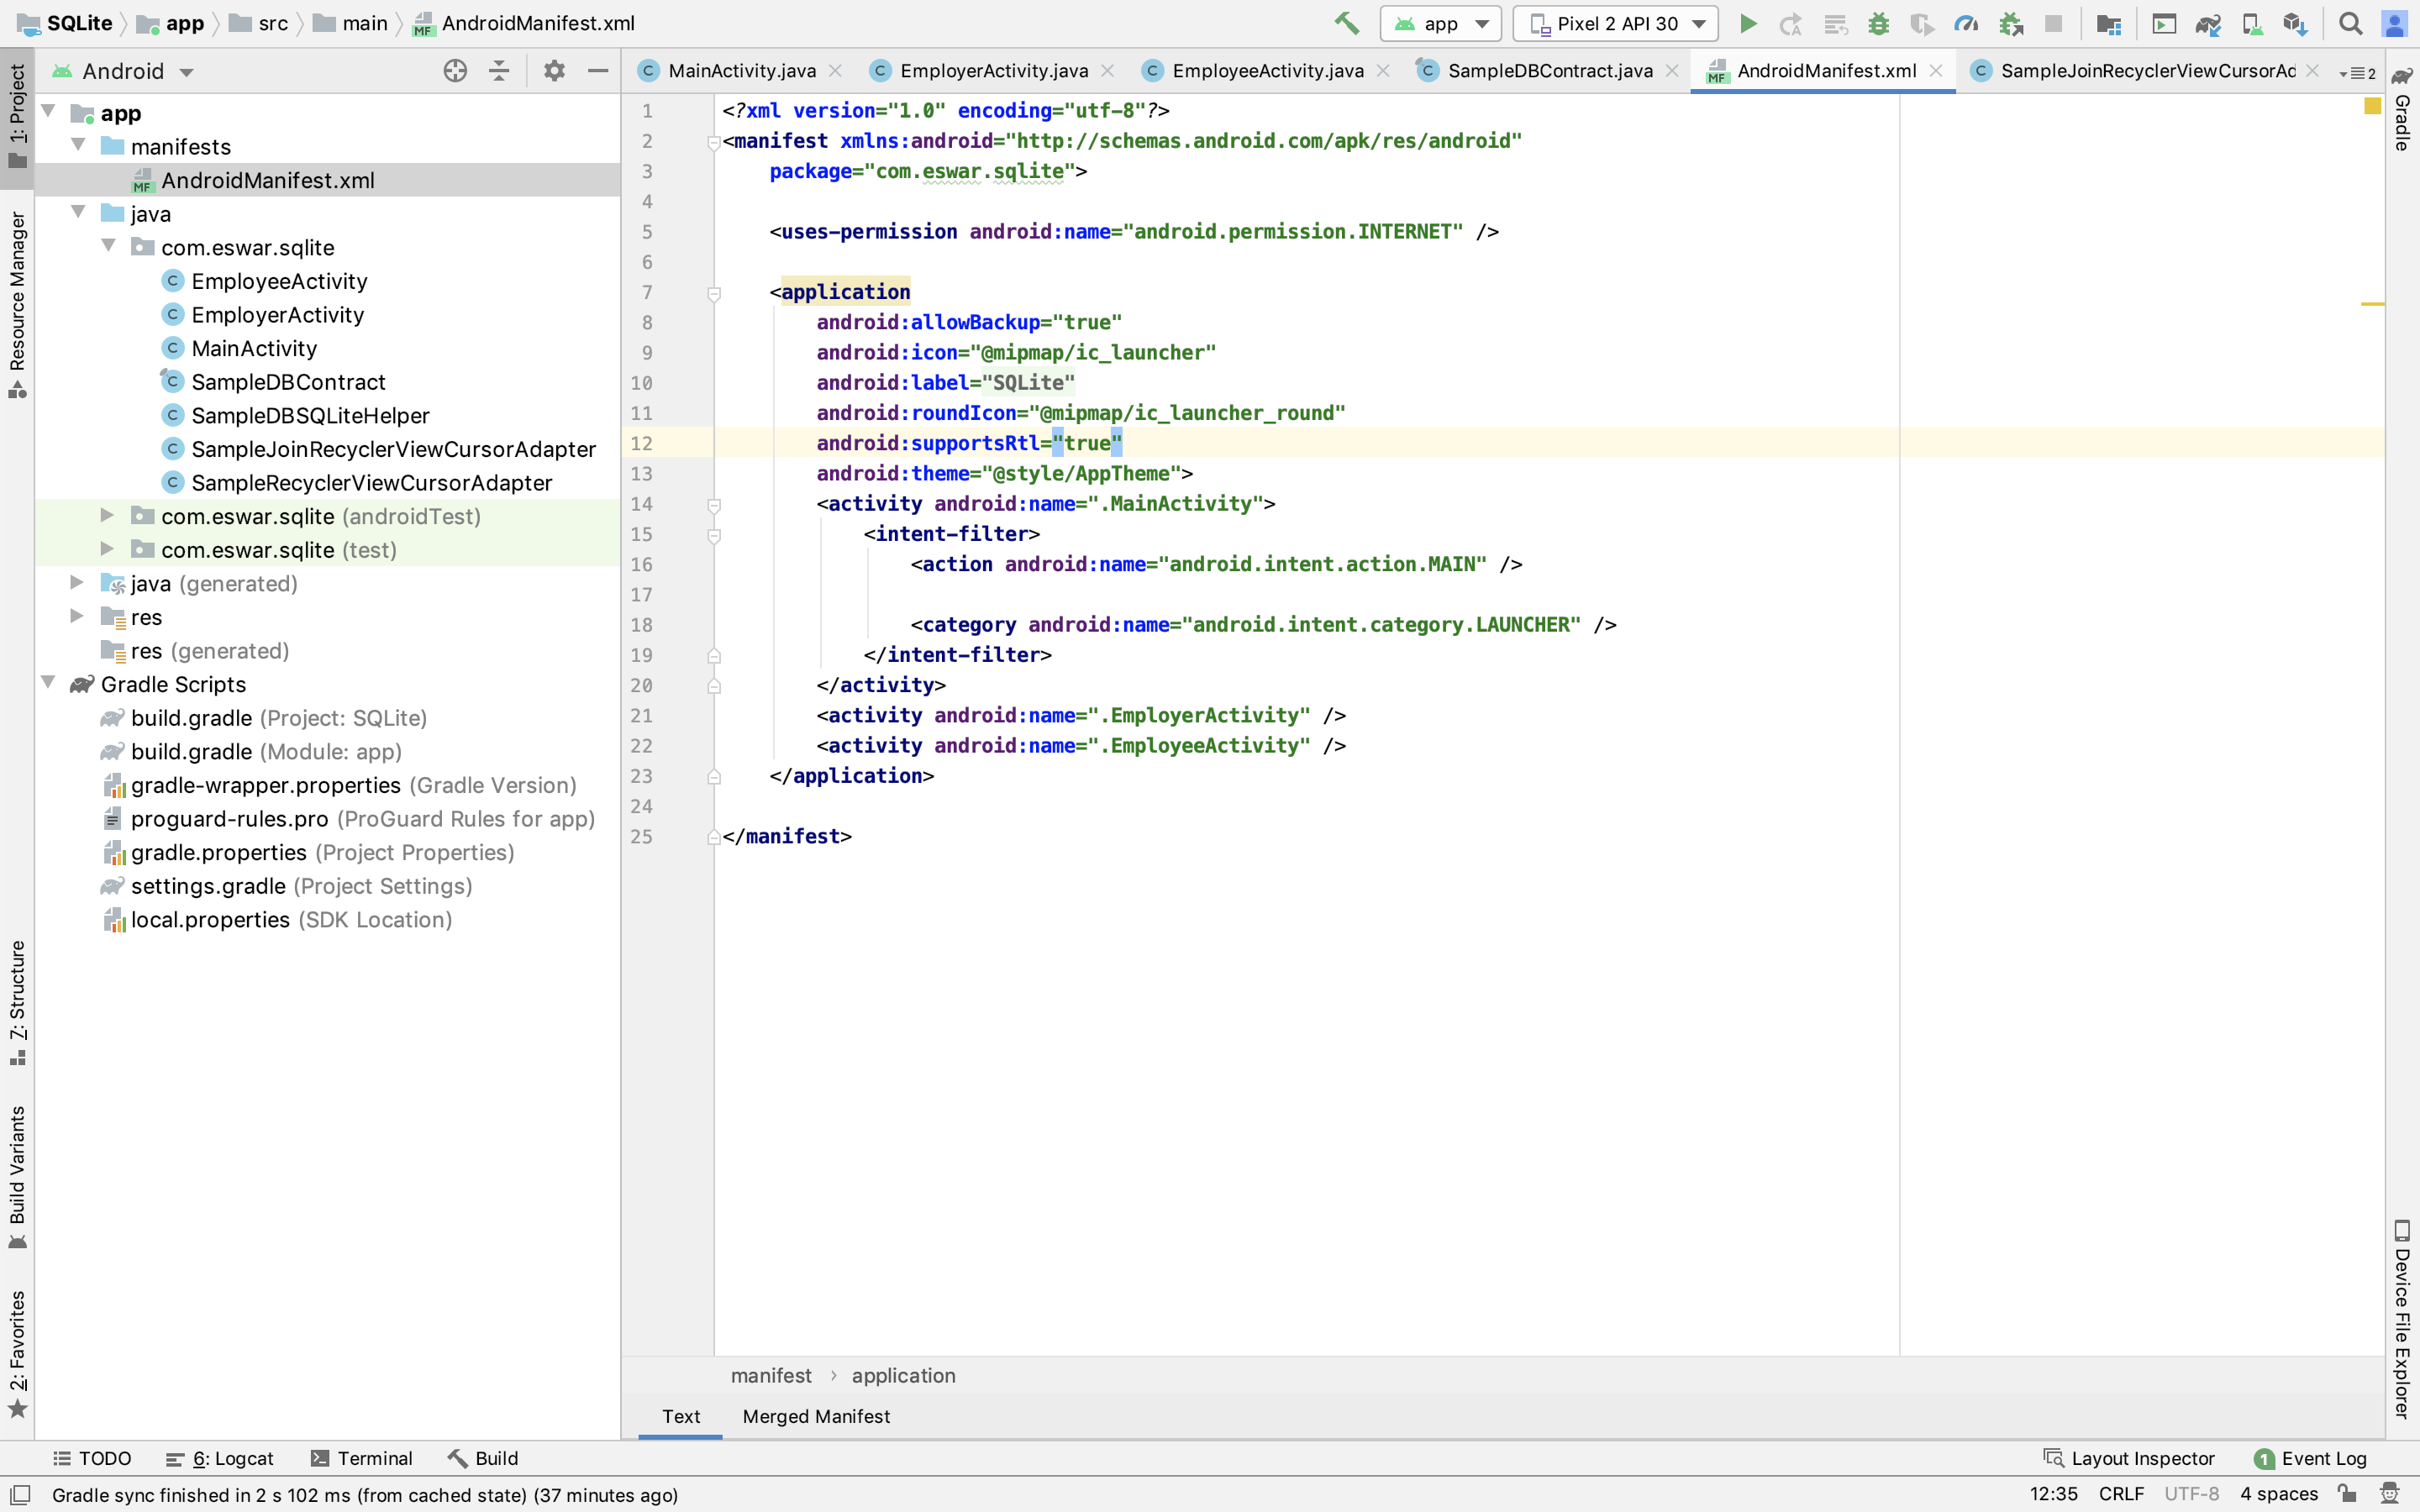 SQLite app src main AndroidManifest.xml app Pixel 2 API 30
Android
MainActivity.java EmployerActivity.java EmployeeActivity.java SampleDBContract.java AndroidManifest.xml SampleJoinRecyclerViewCursorAd 2
1: Project
Resource Manager
7: Structure
Build Variants
2: Favorites
app
manifests
AndroidManifest.xml
java
com.eswar.sqlite
EmployeeActivity
EmployerActivity
MainActivity
SampleDBContract
SampleDBSQLiteHelper
SampleJoinRecyclerViewCursorAdapter
SampleRecyclerViewCursorAdapter
com.eswar.sqlite (androidTest)
com.eswar.sqlite (test)
java (generated)
res
res (generated)
Gradle Scripts
build.gradle (Project: SQLite)
build.gradle (Module: app)
gradle-wrapper.properties (Gradle Version)
proguard-rules.pro (ProGuard Rules for app)
gradle.properties (Project Properties)
settings.gradle (Project Settings)
local.properties (SDK Location)
1 <?xml version="1.0" encoding="utf-8"?>
2 <manifest xmlns:android="http://schemas.android.com/apk/res/android"
3 package="com.eswar.sqlite">
4
5 <uses-permission android:name="android.permission.INTERNET" />
6
7 <application
8 android:allowBackup="true"
9 android:icon="@mipmap/ic_launcher"
10 android:label="SQLite"
11 android:roundIcon="@mipmap/ic_launcher_round"
12 android:supportsRtl="true"
13 android:theme="@style/AppTheme">
14 <activity android:name=".MainActivity">
15 <intent-filter>
16 <action android:name="android.intent.action.MAIN" />
17
18 <category android:name="android.intent.category.LAUNCHER" />
19 </intent-filter>
20 </activity>
21 <activity android:name=".EmployerActivity" />
22 <activity android:name=".EmployeeActivity" />
23 </application>
24
25 </manifest>
Gradle
Device File Explorer
manifest › application
Text Merged Manifest
TODO 6: Logcat Terminal Build Layout Inspector 1 Event Log
Gradle sync finished in 2 s 102 ms (from cached state) (37 minutes ago) 12:35 CRLF UTF-8 4 spaces